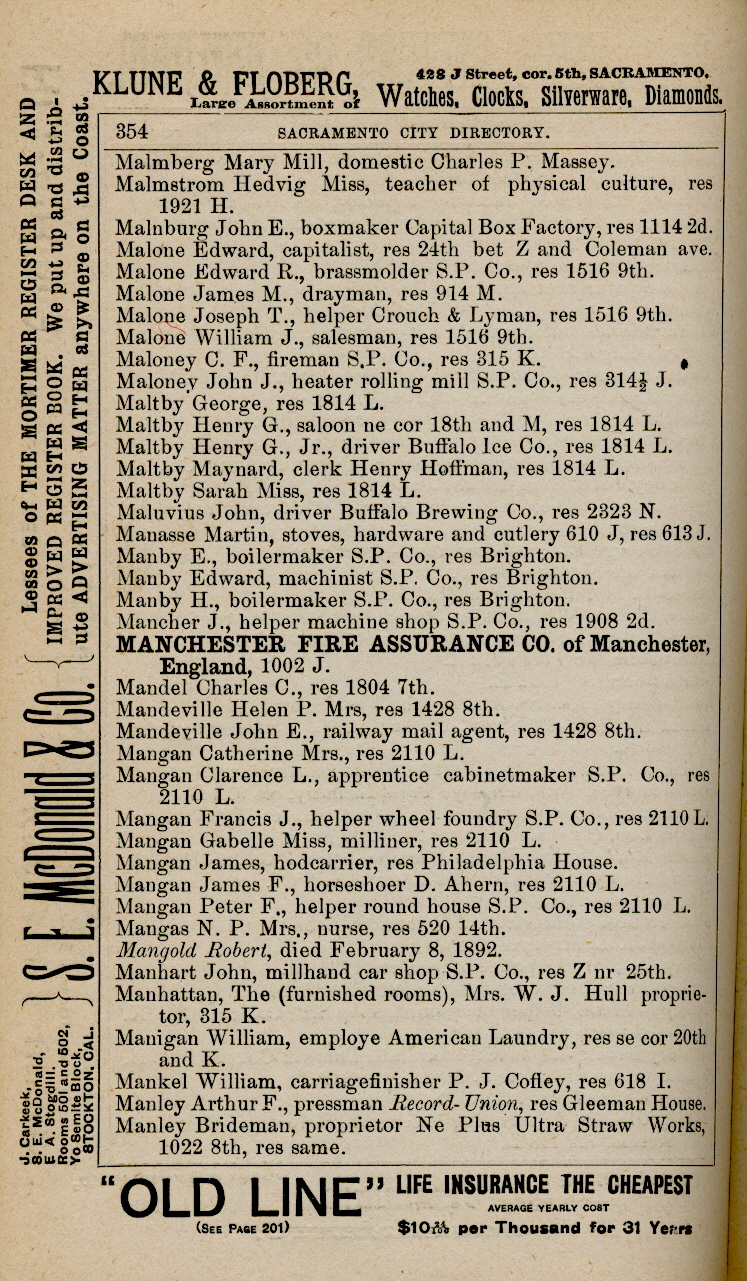 KLUNE & FLOBERG, 428 J Street, cor. 5th, SACRAMENTO.
Large Assortment of Watches, Clocks, Silverware, Diamonds.
354 SACRAMENTO CITY DIRECTORY.
Malmberg Mary Mill, domestic Charles P. Massey.
Malmstrom Hedvig Miss, teacher of physical culture, res
1921 H.
Malnburg John E., boxmaker Capital Box Factory, res 1114 2d.
Malone Edward, capitalist, res 24th bet Z and Coleman ave.
Malone Edward R., brassmolder S.P. Co., res 1516 9th.
Malone James M., drayman, res 914 M.
Malone Joseph T., helper Crouch & Lyman, res 1516 9th.
Malone William J., salesman, res 1516 9th.
Maloney C. F., fireman S.P. Co., res 315 K.
Maloney John J., heater rolling mill S.P. Co., res 314½ J.
Maltby George, res 1814 L.
Maltby Henry G., saloon ne cor 18th and M, res 1814 L.
Maltby Henry G., Jr., driver Buffalo Ice Co., res 1814 L.
Maltby Maynard, clerk Henry Hoffman, res 1814 L.
Maltby Sarah Miss, res 1814 L.
Maluvius John, driver Buffalo Brewing Co., res 2323 N.
Manasse Martin, stoves, hardware and cutlery 610 J, res 613 J.
Manby E., boilermaker S.P. Co., res Brighton.
Manby Edward, machinist S.P. Co., res Brighton.
Manby H., boilermaker S.P. Co., res Brighton.
Mancher J., helper machine shop S.P. Co., res 1908 2d.
MANCHESTER FIRE ASSURANCE CO. of Manchester,
England, 1002 J.
Mandel Charles C., res 1804 7th.
Mandeville Helen P. Mrs, res 1428 8th.
Mandeville John E., railway mail agent, res 1428 8th.
Mangan Catherine Mrs., res 2110 L.
Mangan Clarence L., apprentice cabinetmaker S.P. Co., res
2110 L.
Mangan Francis J., helper wheel foundry S.P. Co., res 2110 L.
Mangan Gabelle Miss, milliner, res 2110 L.
Mangan James, hodcarrier, res Philadelphia House.
Mangan James F., horseshoer D. Ahern, res 2110 L.
Mangan Peter F., helper round house S.P. Co., res 2110 L.
Mangas N. P. Mrs., nurse, res 520 14th.
Mangold Robert, died February 8, 1892.
Manhart John, millhand car shop S.P. Co., res Z nr 25th.
Manhattan, The (furnished rooms), Mrs. W. J. Hull proprie-
tor, 315 K.
Manigan William, employe American Laundry, res se cor 20th
and K.
Mankel William, carriagefinisher P. J. Cofley, res 618 I.
Manley Arthur F., pressman Record-Union, res Gleeman House.
Manley Brideman, proprietor Ne Plus Ultra Straw Works,
1022 8th, res same.
J. Carkeek,
S. E. McDonald,
E. A. Stogdill.
Rooms 501 and 502,
Yo Semite Block,
STOCKTON, CAL.
S. E. McDonald & Co.
Lessees of THE MORTIMER REGISTER DESK AND
IMPROVED REGISTER BOOK. We put up and distrib-
ute ADVERTISING MATTER anywhere on the Coast.
"OLD LINE" LIFE INSURANCE THE CHEAPEST
(SEE PAGE 201) AVERAGE YEARLY COST
per Thousand for 31 Years